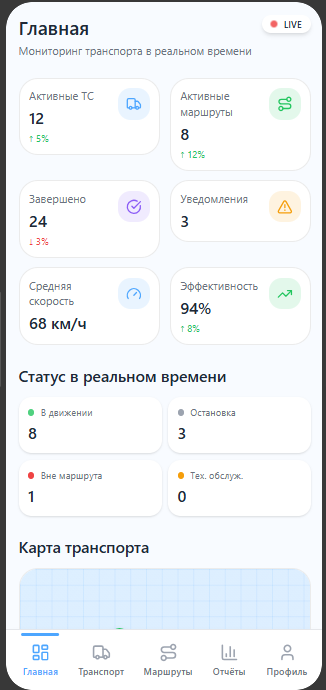 Главная
LIVE
Мониторинг транспорта в реальном времени
Активные ТС
12
↑ 5%
Активные
маршруты
8
↑ 12%
Завершено
24
↓ 3%
Уведомления
3
Средняя
скорость
68 км/ч
Эффективность
94%
↑ 8%
Статус в реальном времени
В движении
8
Остановка
3
Вне маршрута
1
Тех. обслуж.
0
Карта транспорта
Главная
Транспорт
Маршруты
Отчёты
Профиль